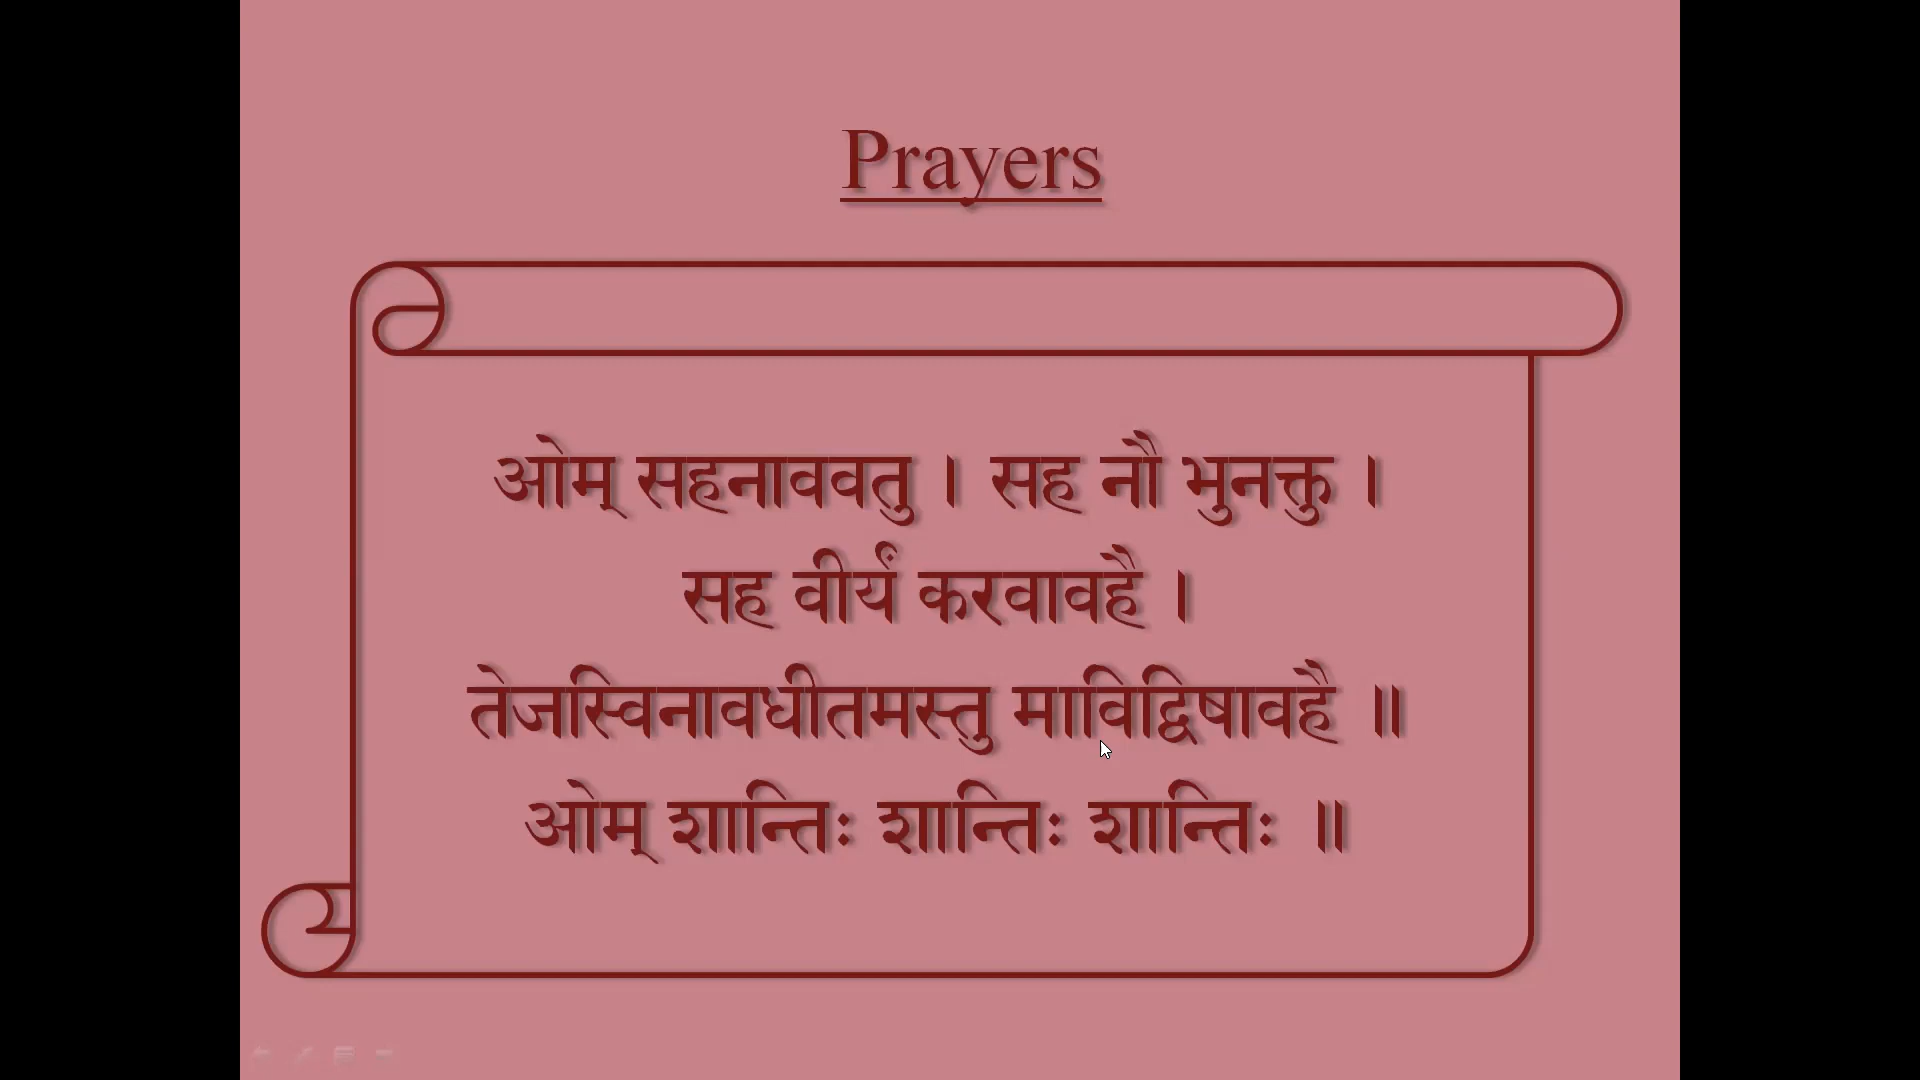 Prayers
ओम् सहनाववतु । सह नौ भुनक्तु ।
सह वीर्यं करवावहै ।
तेजस्विनावधीतमस्तु माविद्विषावहै ॥
ओम् शान्तिः शान्तिः शान्तिः ॥